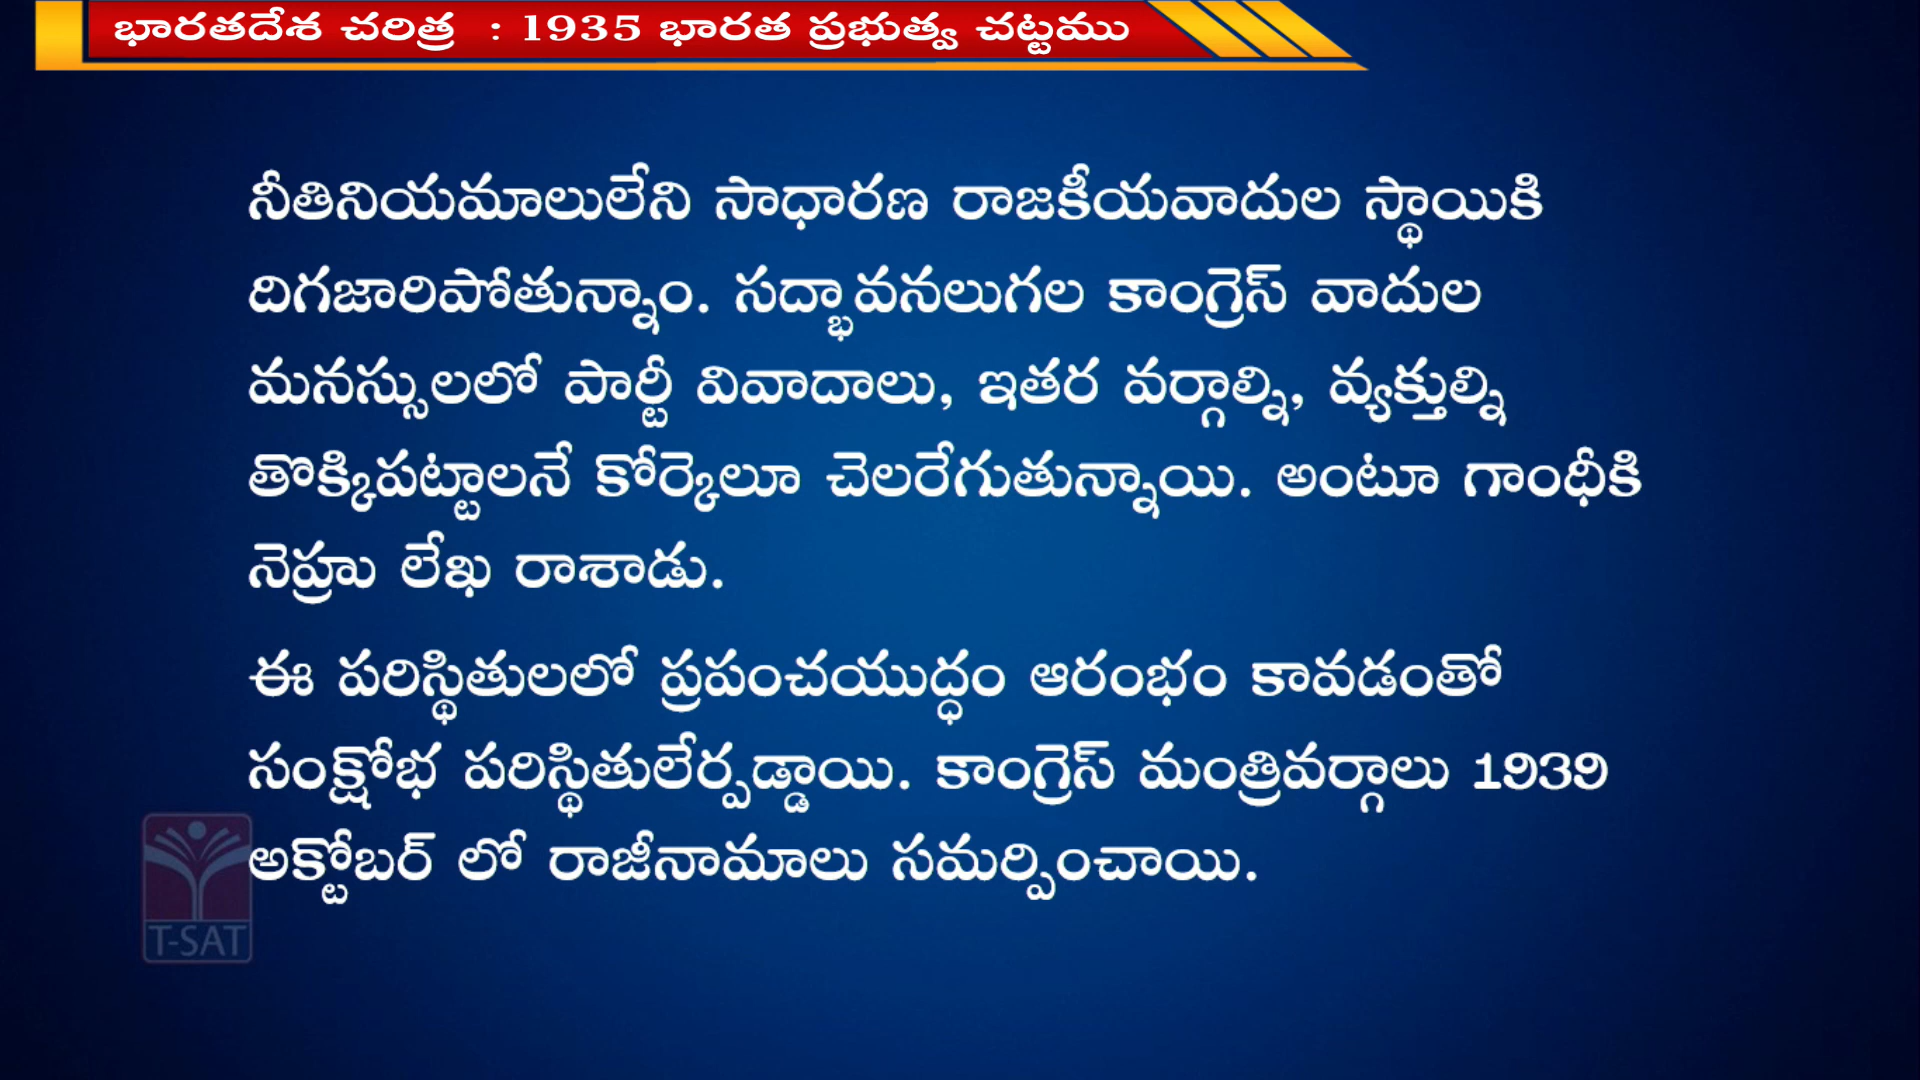 భారతదేశ చరిత్ర : 1935 భారత ప్రభుత్వ చట్టము
నీతినియమాలులేని సాధారణ రాజకీయవాదుల స్థాయికి
దిగజారిపోతున్నాం. సద్భావనలుగల కాంగ్రెస్ వాదుల
మనస్సులలో పార్టీ వివాదాలు, ఇతర వర్గాల్ని, వ్యక్తుల్ని
తొక్కిపట్టాలనే కోర్కెలూ చెలరేగుతున్నాయి. అంటూ గాంధీకి
నెహ్రు లేఖ రాశాడు.
ఈ పరిస్థితులలో ప్రపంచయుద్ధం ఆరంభం కావడంతో
సంక్షోభ పరిస్థితులేర్పడ్డాయి. కాంగ్రెస్ మంత్రివర్గాలు 1939
అక్టోబర్ లో రాజీనామాలు సమర్పించాయి.
T-SAT